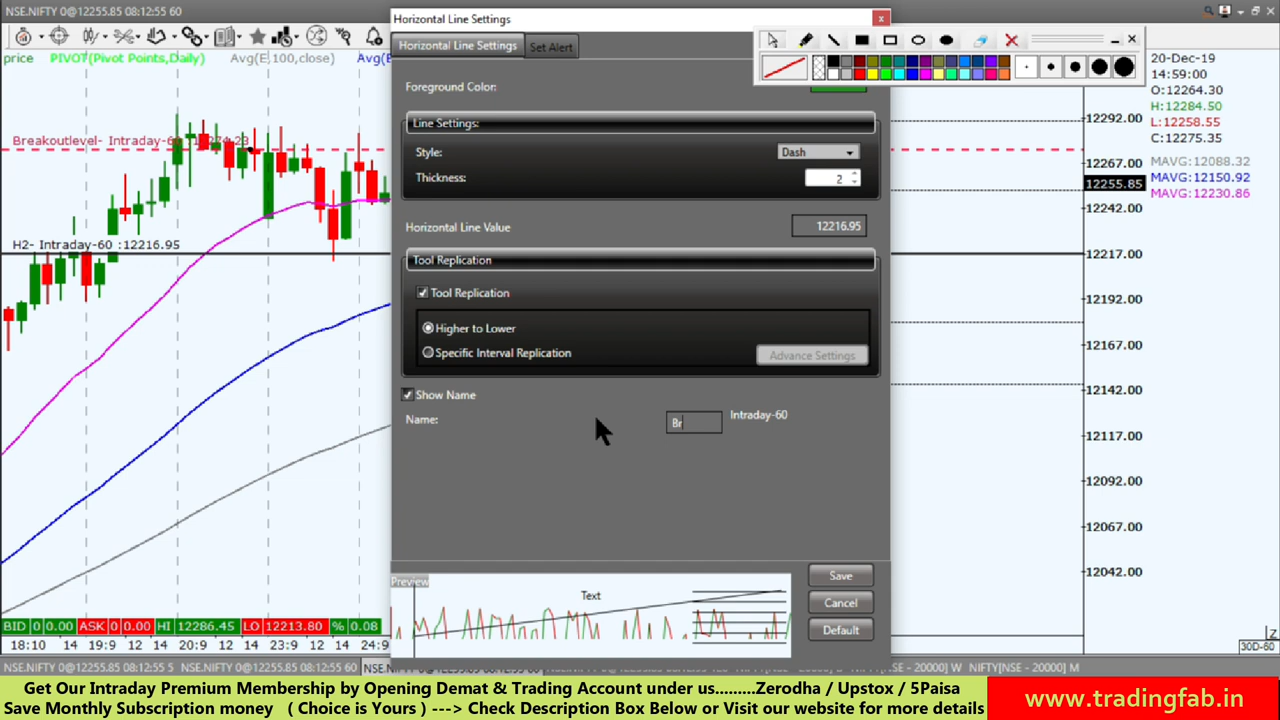 NSE.NIFTY 0@12255.85 08:12:55 60
Horizontal Line Settings
Horizontal Line Settings
Set Alert
price
PIVOT(Pivot Points,Daily)
Avg(E,100,close)
Foreground Color:
Line Settings:
Style:
Dash
Thickness:
2
Horizontal Line Value
12216.95
Tool Replication
Tool Replication
Higher to Lower
Specific Interval Replication
Advance Settings
Show Name
Name:
Br
Intraday-60
Preview
Text
Save
Cancel
Default
Breakoutlevel- Intraday-60
H2- Intraday-60 :12216.95
20-Dec-19
14:59:00
O:12264.30
H:12284.50
L:12258.55
C:12275.35
MAVG:12088.32
MAVG:12150.92
MAVG:12230.86
12292.00
12267.00
12255.85
12242.00
12217.00
12192.00
12167.00
12142.00
12117.00
12092.00
12067.00
12042.00
BID 0 0.00 ASK 0 0.00 HI 12286.45 LO 12213.80 % 0.08
18:10 14 19:9 12 14 20:9 12 14 23:9 12 14 24:9
30D-60
NSE.NIFTY 0@12255.85 08:12:55 5 NSE.NIFTY 0@12255.85 08:12:55 60
- 20000] W NIFTY[NSE - 20000] M
Get Our Intraday Premium Membership by Opening Demat & Trading Account under us.........Zerodha / Upstox / 5Paisa
Save Monthly Subscription money ( Choice is Yours ) ---> Check Description Box Below or Visit our website for more details
www.tradingfab.in